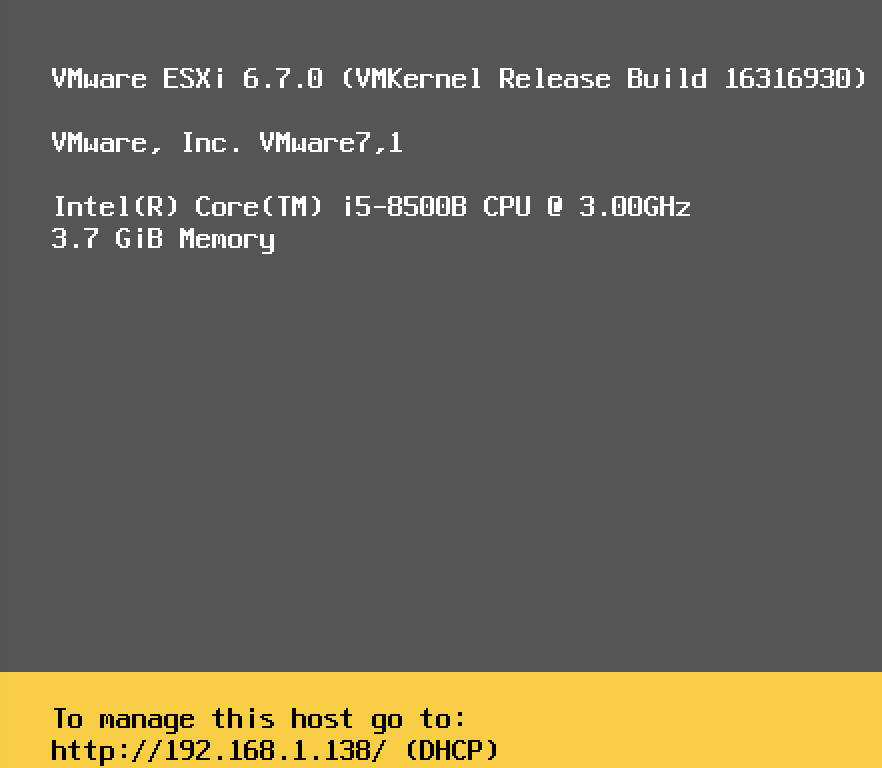 VMware ESXi 6.7.0 (VMKernel Release Build 16316930)
VMware, Inc. VMware7,1
Intel(R) Core(TM) i5-8500B CPU @ 3.00GHz
3.7 GiB Memory
To manage this host go to:
http://192.168.1.138/ (DHCP)